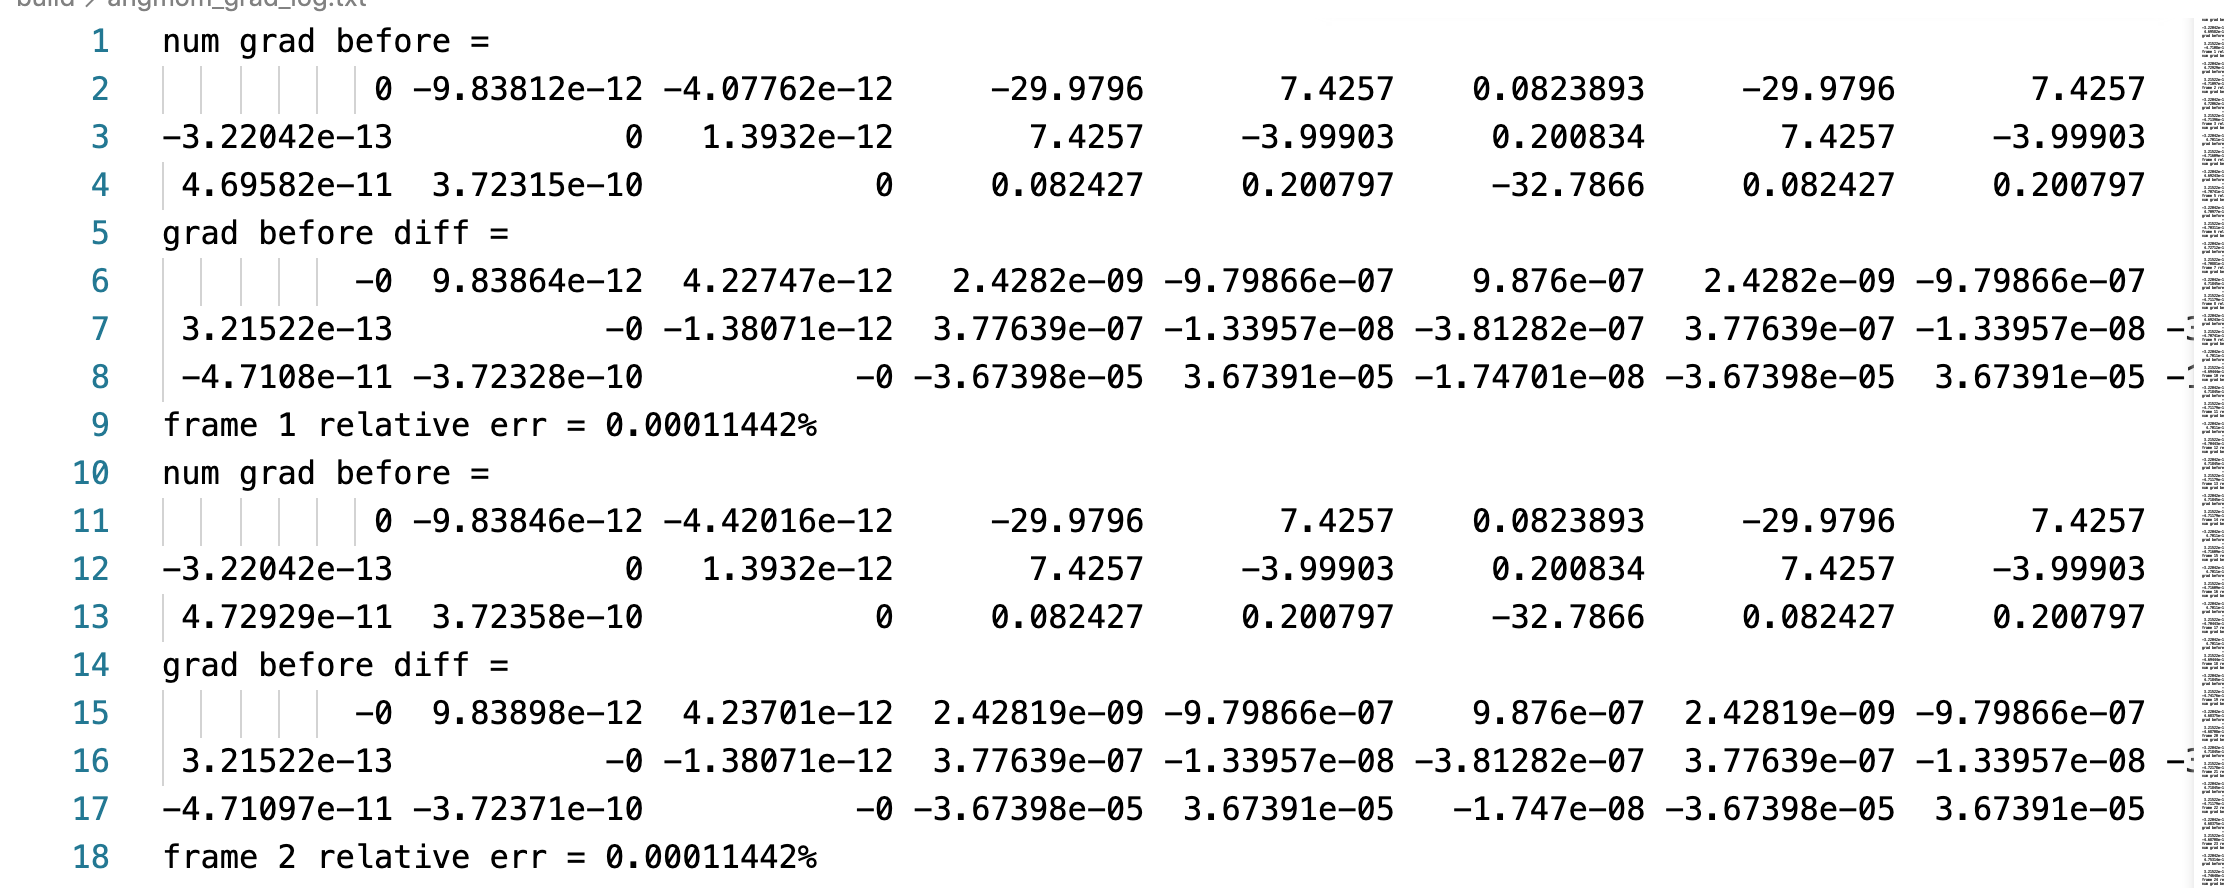 build > angmom_grad_log.txt
1 num grad before =
2 0 -9.83812e-12 -4.07762e-12 -29.9796 7.4257 0.0823893 -29.9796 7.4257
3 -3.22042e-13 0 1.3932e-12 7.4257 -3.99903 0.200834 7.4257 -3.99903
4 4.69582e-11 3.72315e-10 0 0.082427 0.200797 -32.7866 0.082427 0.200797
5 grad before diff =
6 -0 9.83864e-12 4.22747e-12 2.4282e-09 -9.79866e-07 9.876e-07 2.4282e-09 -9.79866e-07
7 3.21522e-13 -0 -1.38071e-12 3.77639e-07 -1.33957e-08 -3.81282e-07 3.77639e-07 -1.33957e-08
8 -4.7108e-11 -3.72328e-10 -0 -3.67398e-05 3.67391e-05 -1.74701e-08 -3.67398e-05 3.67391e-05
9 frame 1 relative err = 0.00011442%
10 num grad before =
11 0 -9.83846e-12 -4.42016e-12 -29.9796 7.4257 0.0823893 -29.9796 7.4257
12 -3.22042e-13 0 1.3932e-12 7.4257 -3.99903 0.200834 7.4257 -3.99903
13 4.72929e-11 3.72358e-10 0 0.082427 0.200797 -32.7866 0.082427 0.200797
14 grad before diff =
15 -0 9.83898e-12 4.23701e-12 2.42819e-09 -9.79866e-07 9.876e-07 2.42819e-09 -9.79866e-07
16 3.21522e-13 -0 -1.38071e-12 3.77639e-07 -1.33957e-08 -3.81282e-07 3.77639e-07 -1.33957e-08
17 -4.71097e-11 -3.72371e-10 -0 -3.67398e-05 3.67391e-05 -1.747e-08 -3.67398e-05 3.67391e-05
18 frame 2 relative err = 0.00011442%